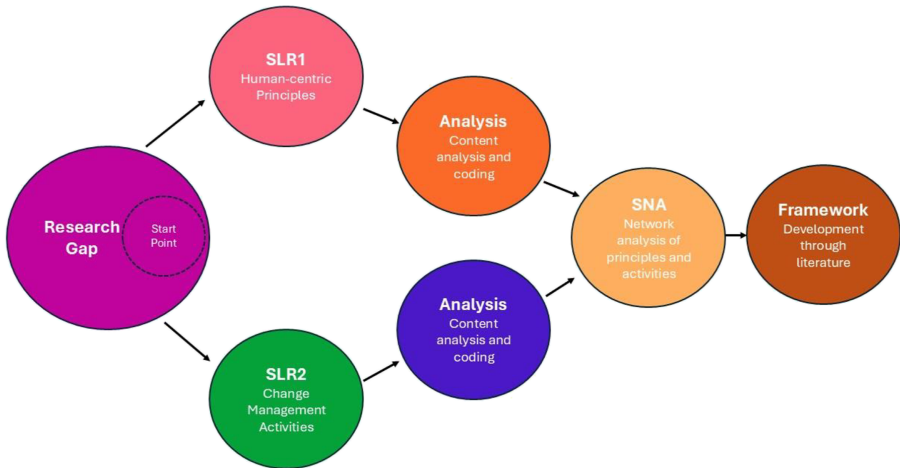 Research
Gap
Start
Point
SLR1
Human-centric
Principles
Analysis
Content
analysis and
coding
SLR2
Change
Management
Activities
Analysis
Content
analysis and
coding
SNA
Network
analysis of
principles and
activities
Framework
Development
through
literature